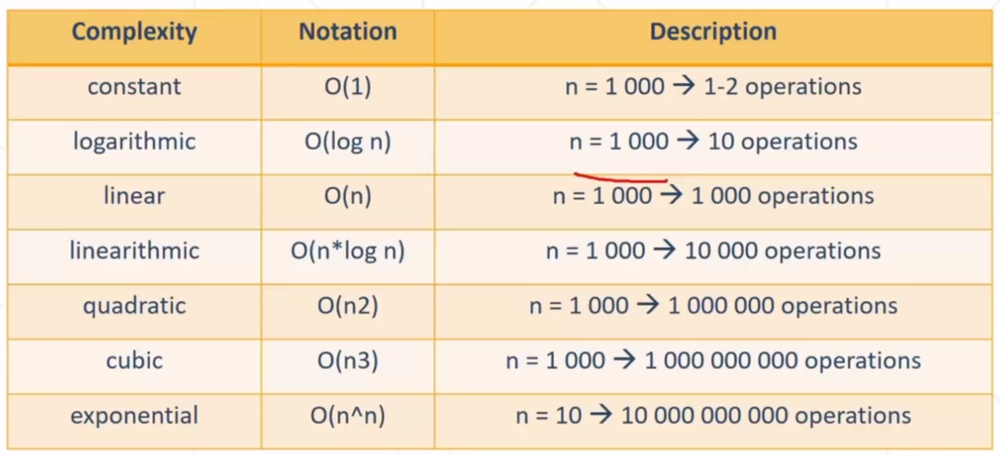 Complexity Notation Description
constant O(1) n = 1 000 → 1-2 operations
logarithmic O(log n) n = 1 000 → 10 operations
linear O(n) n = 1 000 → 1 000 operations
linearithmic O(n*log n) n = 1 000 → 10 000 operations
quadratic O(n2) n = 1 000 → 1 000 000 operations
cubic O(n3) n = 1 000 → 1 000 000 000 operations
exponential O(n^n) n = 10 → 10 000 000 000 operations